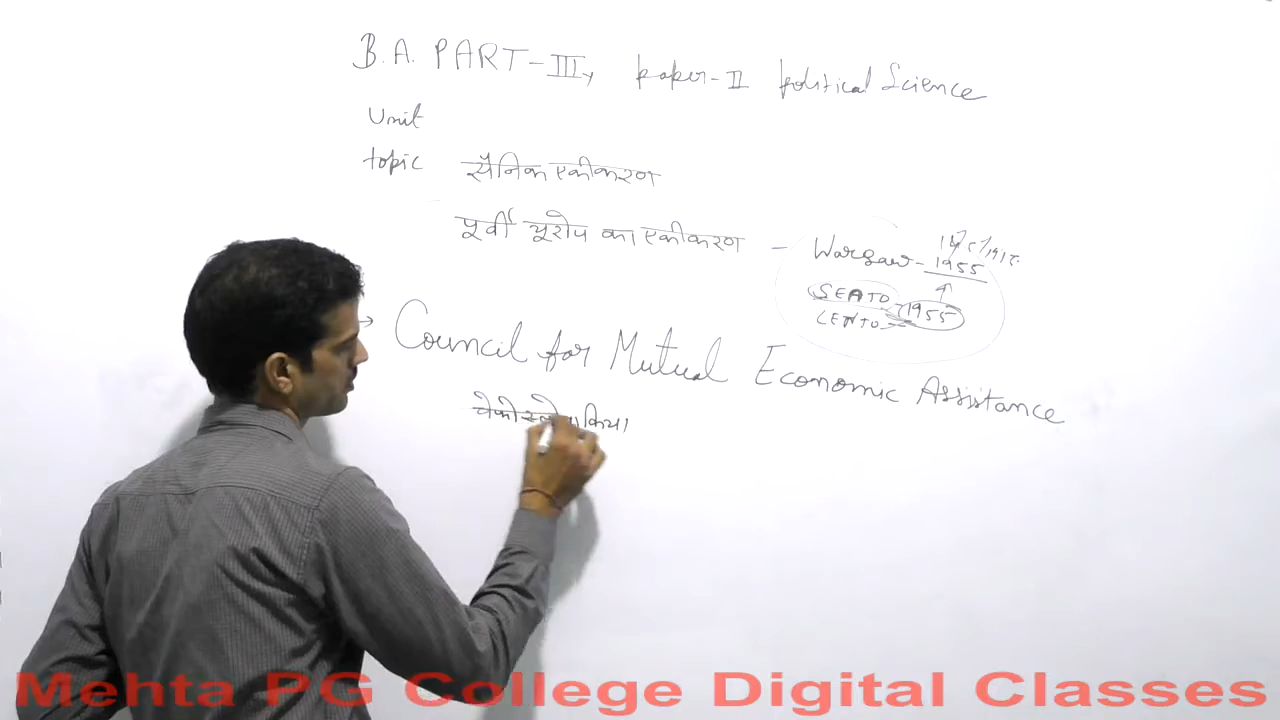 B.A. PART-III, paper-II political Science
Unit
topic सैनिक एकीकरण
पूर्वी यूरोप का एकीकरण - Warsaw - 1955
SEATO - 1955
CENTO
→ Council for Mutual Economic Assistance
Mehta PG College Digital Classes